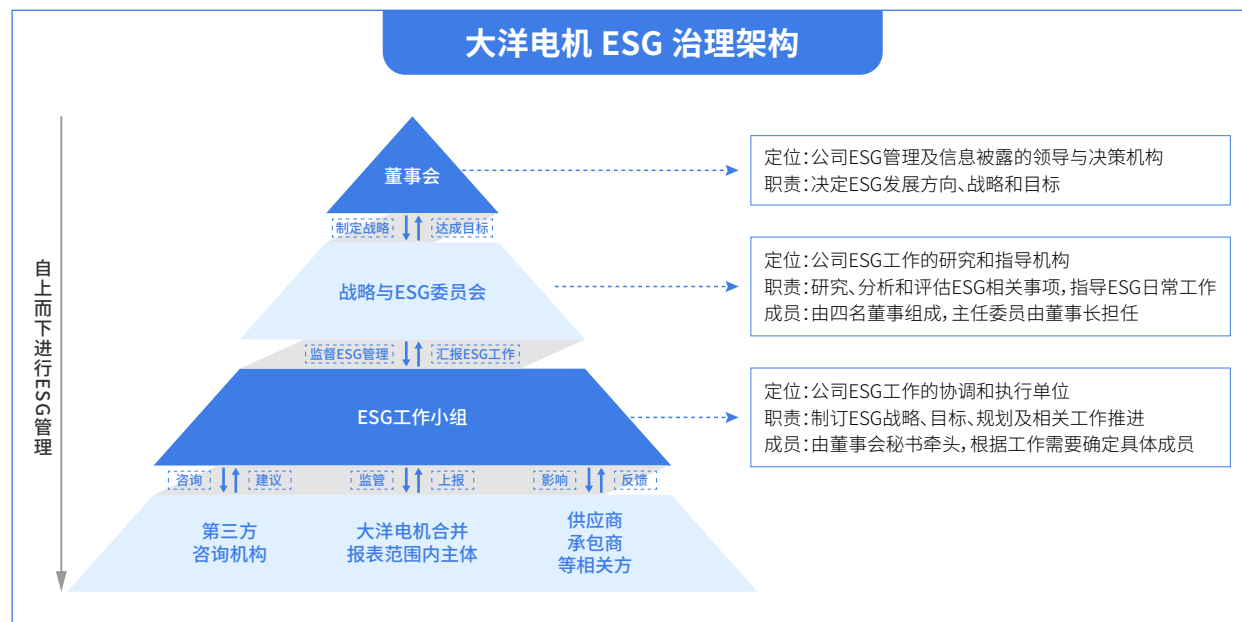 大洋电机 ESG 治理架构
自上而下进行ESG管理
董事会
定位：公司ESG管理及信息披露的领导与决策机构
职责：决定ESG发展方向、战略和目标
制定战略
达成目标
战略与ESG委员会
定位：公司ESG工作的研究和指导机构
职责：研究、分析和评估ESG相关事项，指导ESG日常工作
成员：由四名董事组成，主任委员由董事长担任
监督ESG管理
汇报ESG工作
ESG工作小组
定位：公司ESG工作的协调和执行单位
职责：制订ESG战略、目标、规划及相关工作推进
成员：由董事会秘书牵头，根据工作需要确定具体成员
咨询
建议
监管
上报
影响
反馈
第三方
咨询机构
大洋电机合并
报表范围内主体
供应商
承包商
等相关方